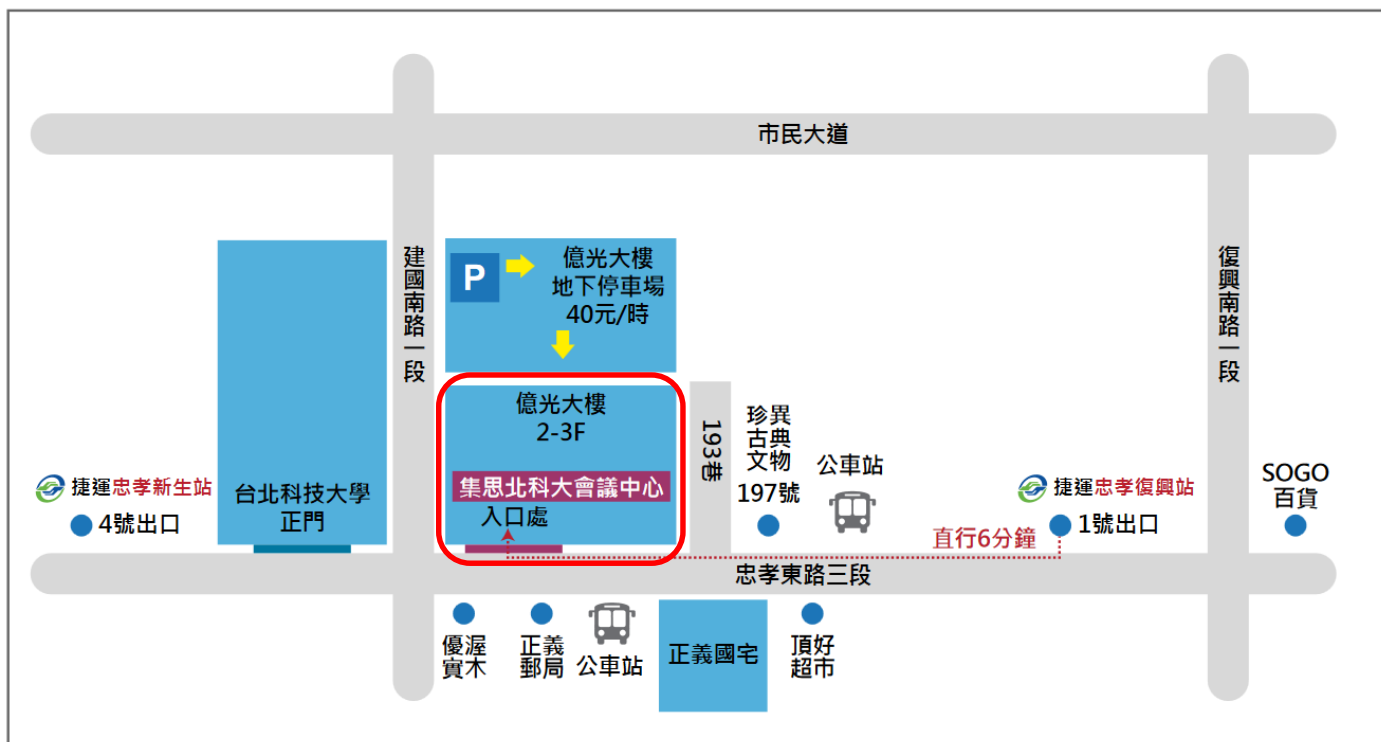 市民大道
建國南路一段
復興南路一段
P
億光大樓
地下停車場
40元/時
億光大樓
2-3F
集思北科大會議中心
入口處
193巷
珍異
古典
文物
197號
公車站
捷運忠孝新生站
4號出口
台北科技大學
正門
捷運忠孝復興站
1號出口
SOGO
百貨
直行6分鐘
忠孝東路三段
優渥
實木
正義
郵局
公車站
正義國宅
頂好
超市